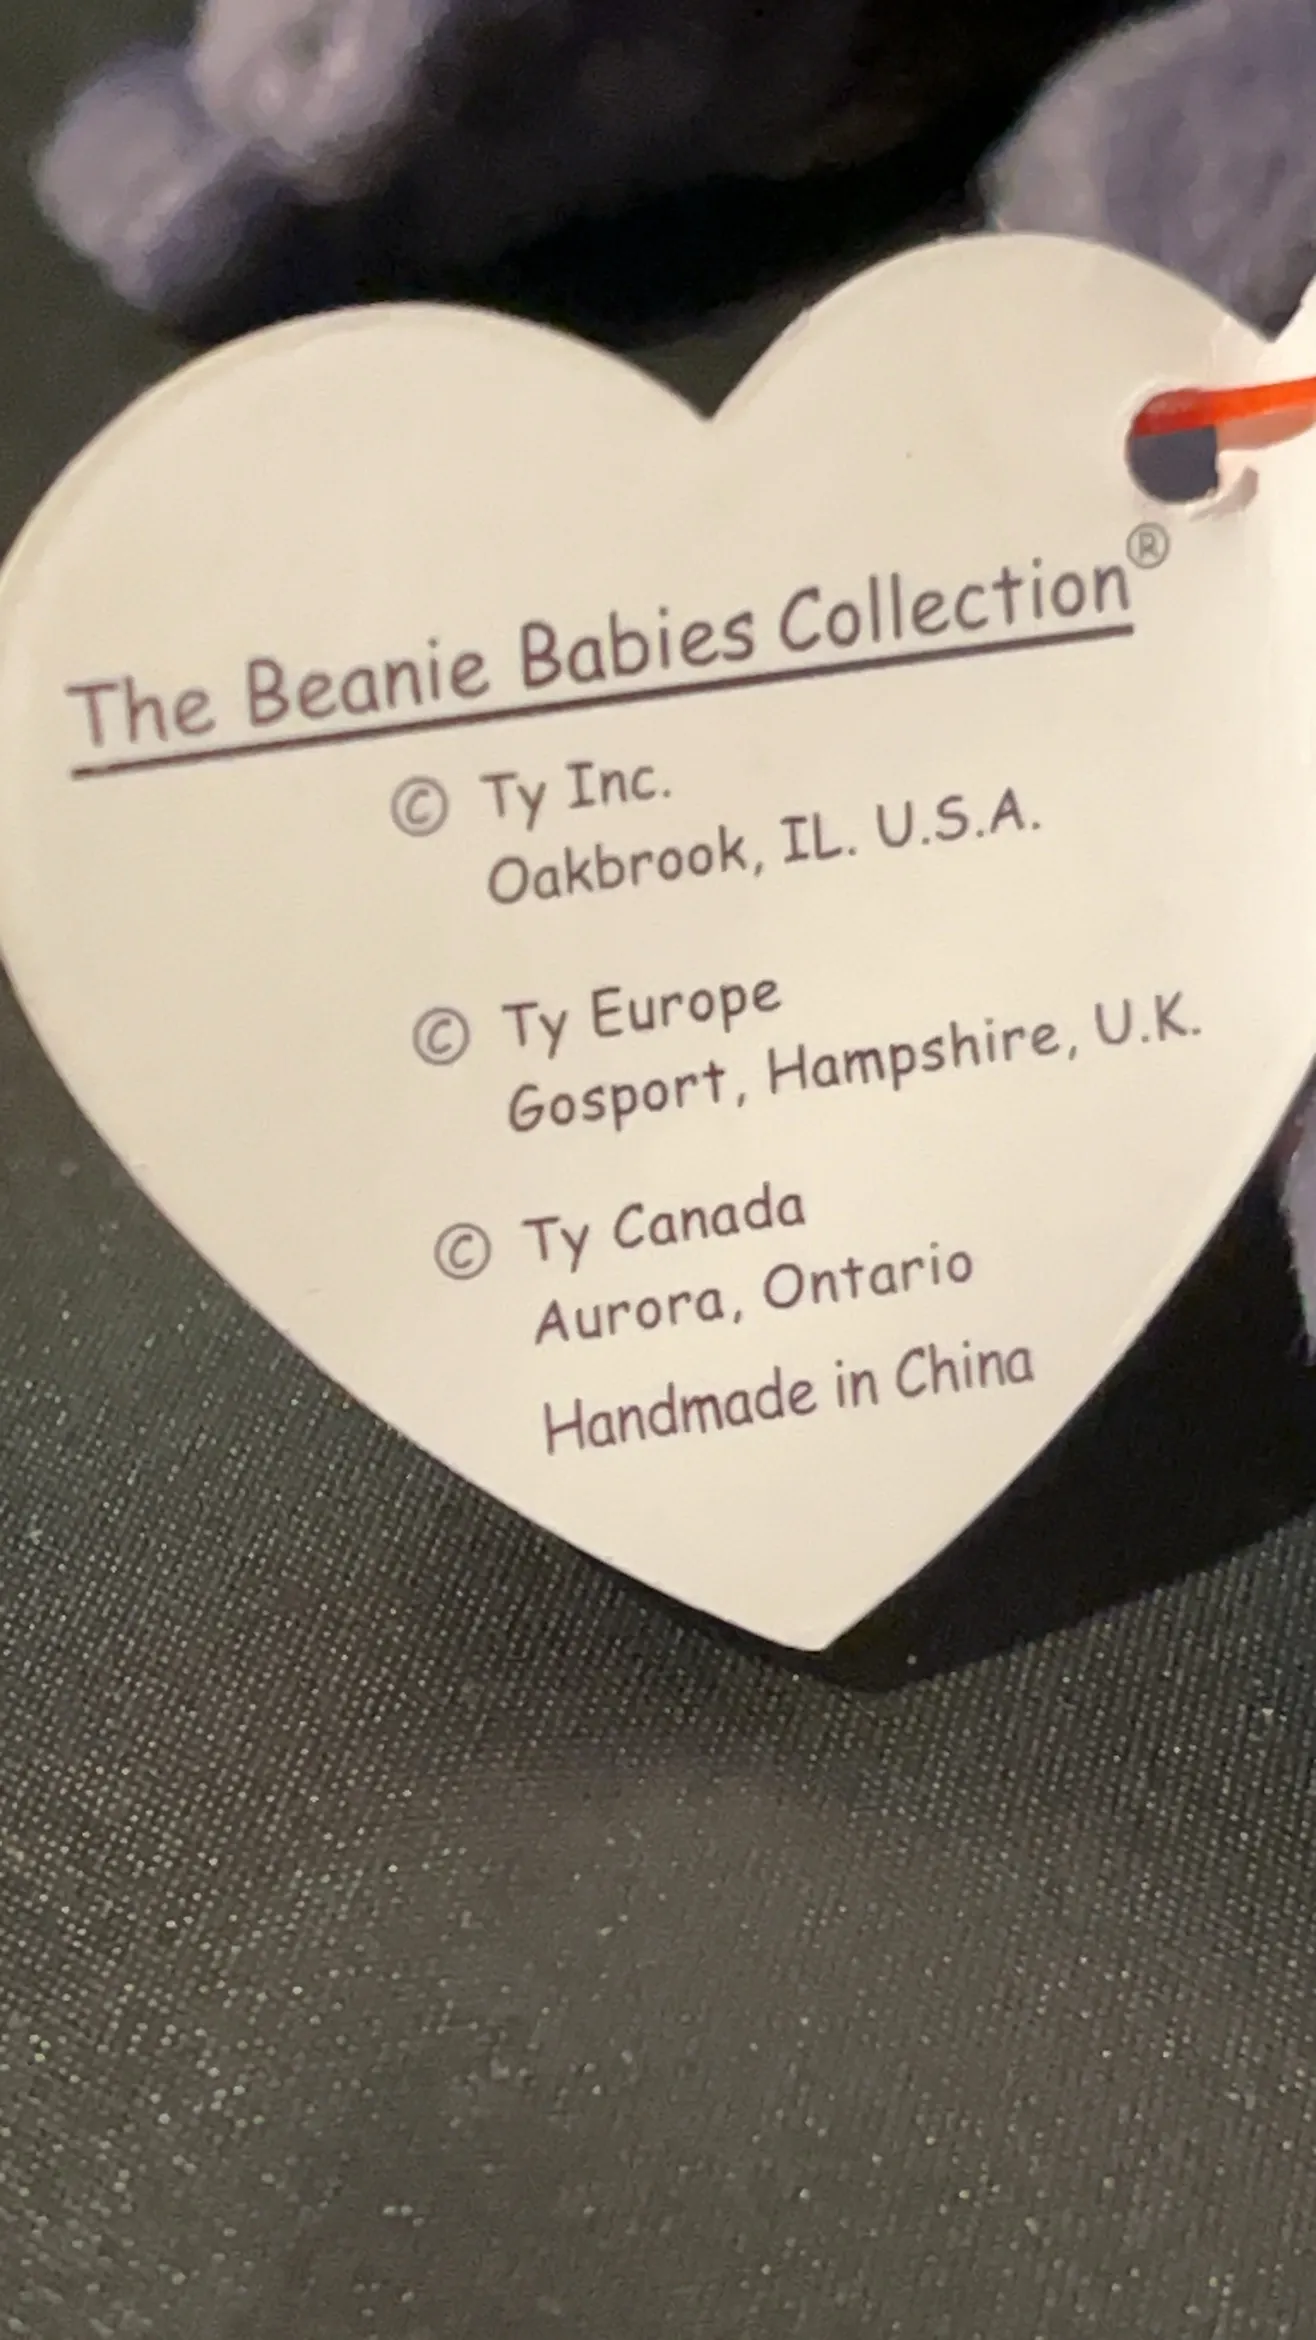 The Beanie Babies Collection®
© Ty Inc.
Oakbrook, IL. U.S.A.
© Ty Europe
Gosport, Hampshire, U.K.
© Ty Canada
Aurora, Ontario
Handmade in China